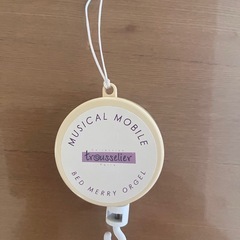 MUSICAL MOBILE
trousselier
BED MERRY ORGEL